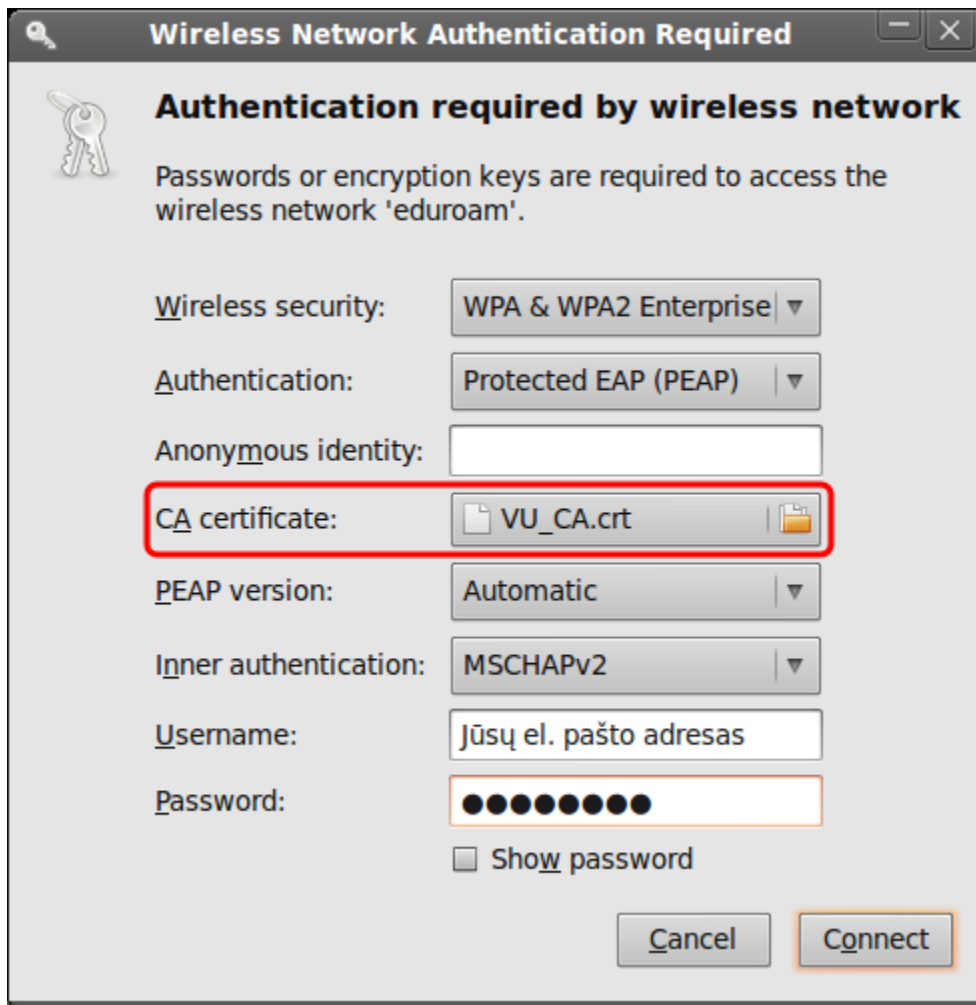 Wireless Network Authentication Required
Authentication required by wireless network
Passwords or encryption keys are required to access the
wireless network 'eduroam'.
Wireless security: WPA & WPA2 Enterprise
Authentication: Protected EAP (PEAP)
Anonymous identity:
CA certificate: VU_CA.crt
PEAP version: Automatic
Inner authentication: MSCHAPv2
Username: Jūsų el. pašto adresas
Password: ●●●●●●●●
Show password
Cancel Connect